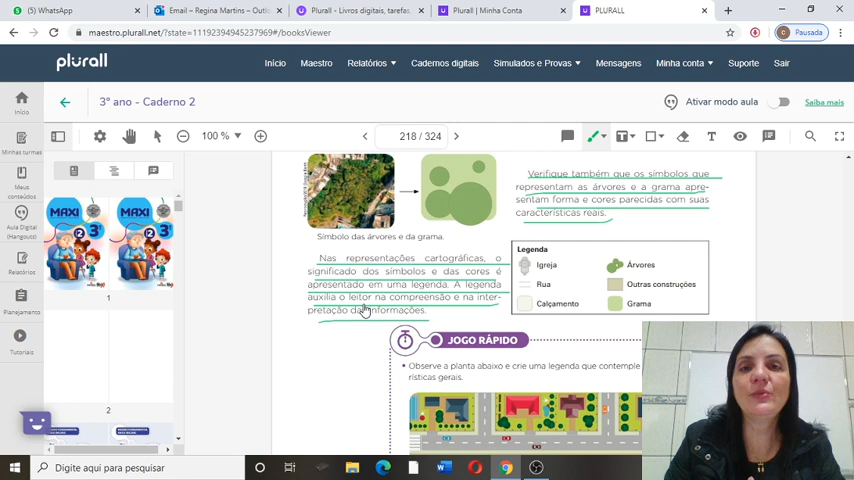 (5) WhatsApp
Email – Regina Martins – Outlo
Plurall - Livros digitais, tarefas,
Plurall | Minha Conta
PLURALL
maestro.plurall.net/?state=11192394945237969#/booksViewer
Pausada
plurall
Início Maestro Relatórios Cadernos digitais Simulados e Provas Mensagens Minha conta Suporte Sair
Início
3º ano - Caderno 2
Ativar modo aula
Saiba mais
Minhas turmas
100 %
218 / 324
Meus
conteúdos
Aula Digital
(Hangouts)
Relatórios
Planejamento
Tutoriais
MAXI
2 3º
MAXI
2 3º
1
2
Verifique também que os símbolos que
representam as árvores e a grama apre-
sentam forma e cores parecidas com suas
características reais.
Símbolo das árvores e da grama.
Nas representações cartográficas, o
significado dos símbolos e das cores é
apresentado em uma legenda. A legenda
auxilia o leitor na compreensão e na inter-
pretação das informações.
Legenda
Igreja
Árvores
Rua
Outras construções
Calçamento
Grama
JOGO RÁPIDO
• Observe a planta abaixo e crie uma legenda que contemple
rísticas gerais.
Digite aqui para pesquisar